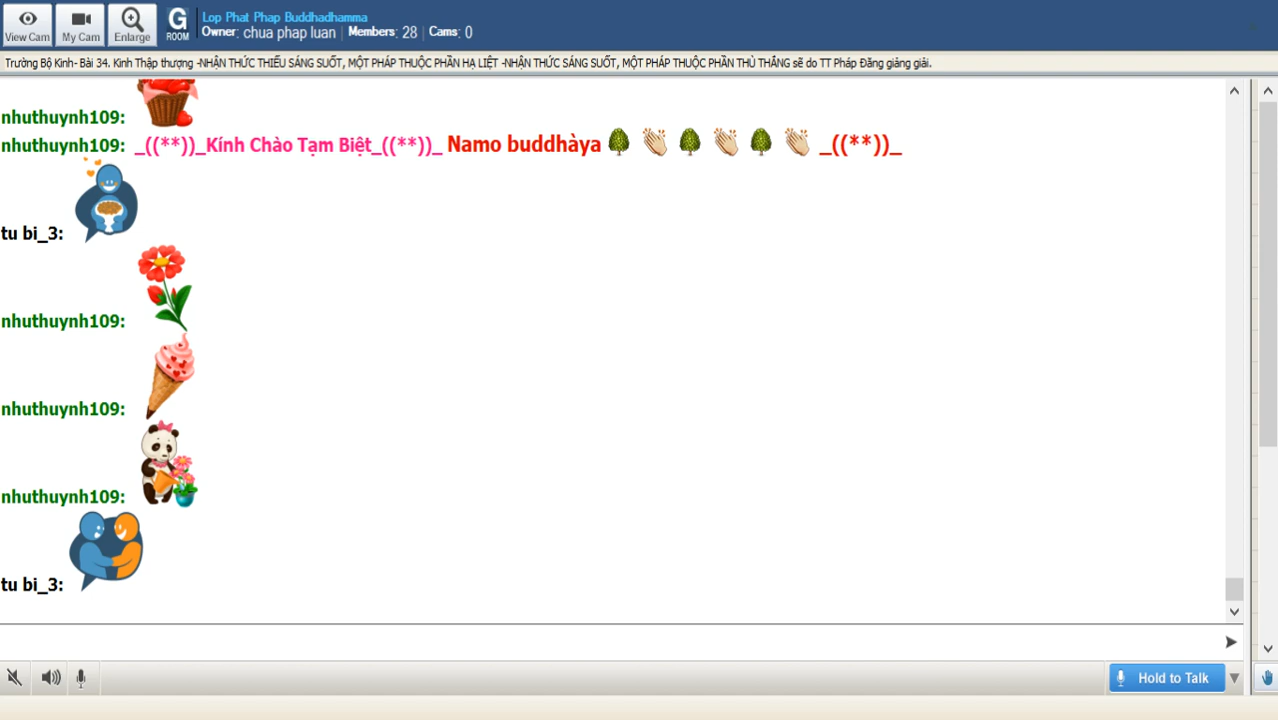 View Cam
My Cam
Enlarge
G
ROOM
Lop Phat Phap Buddhadhamma
Owner: chua phap luan | Members: 28 | Cams: 0
Trường Bộ Kinh- Bài 34. Kinh Thập thượng -NHẬN THỨC THIẾU SÁNG SUỐT, MỘT PHÁP THUỘC PHẦN HẠ LIỆT -NHẬN THỨC SÁNG SUỐT, MỘT PHÁP THUỘC PHẦN THÙ THẮNG sẽ do TT Pháp Đăng giảng giải.
nhuthuynh109:
nhuthuynh109: _((**))_Kính Chào Tạm Biệt_((**))_ Namo buddhàya _((**))_
tu bi_3:
nhuthuynh109:
nhuthuynh109:
nhuthuynh109:
tu bi_3:
Hold to Talk